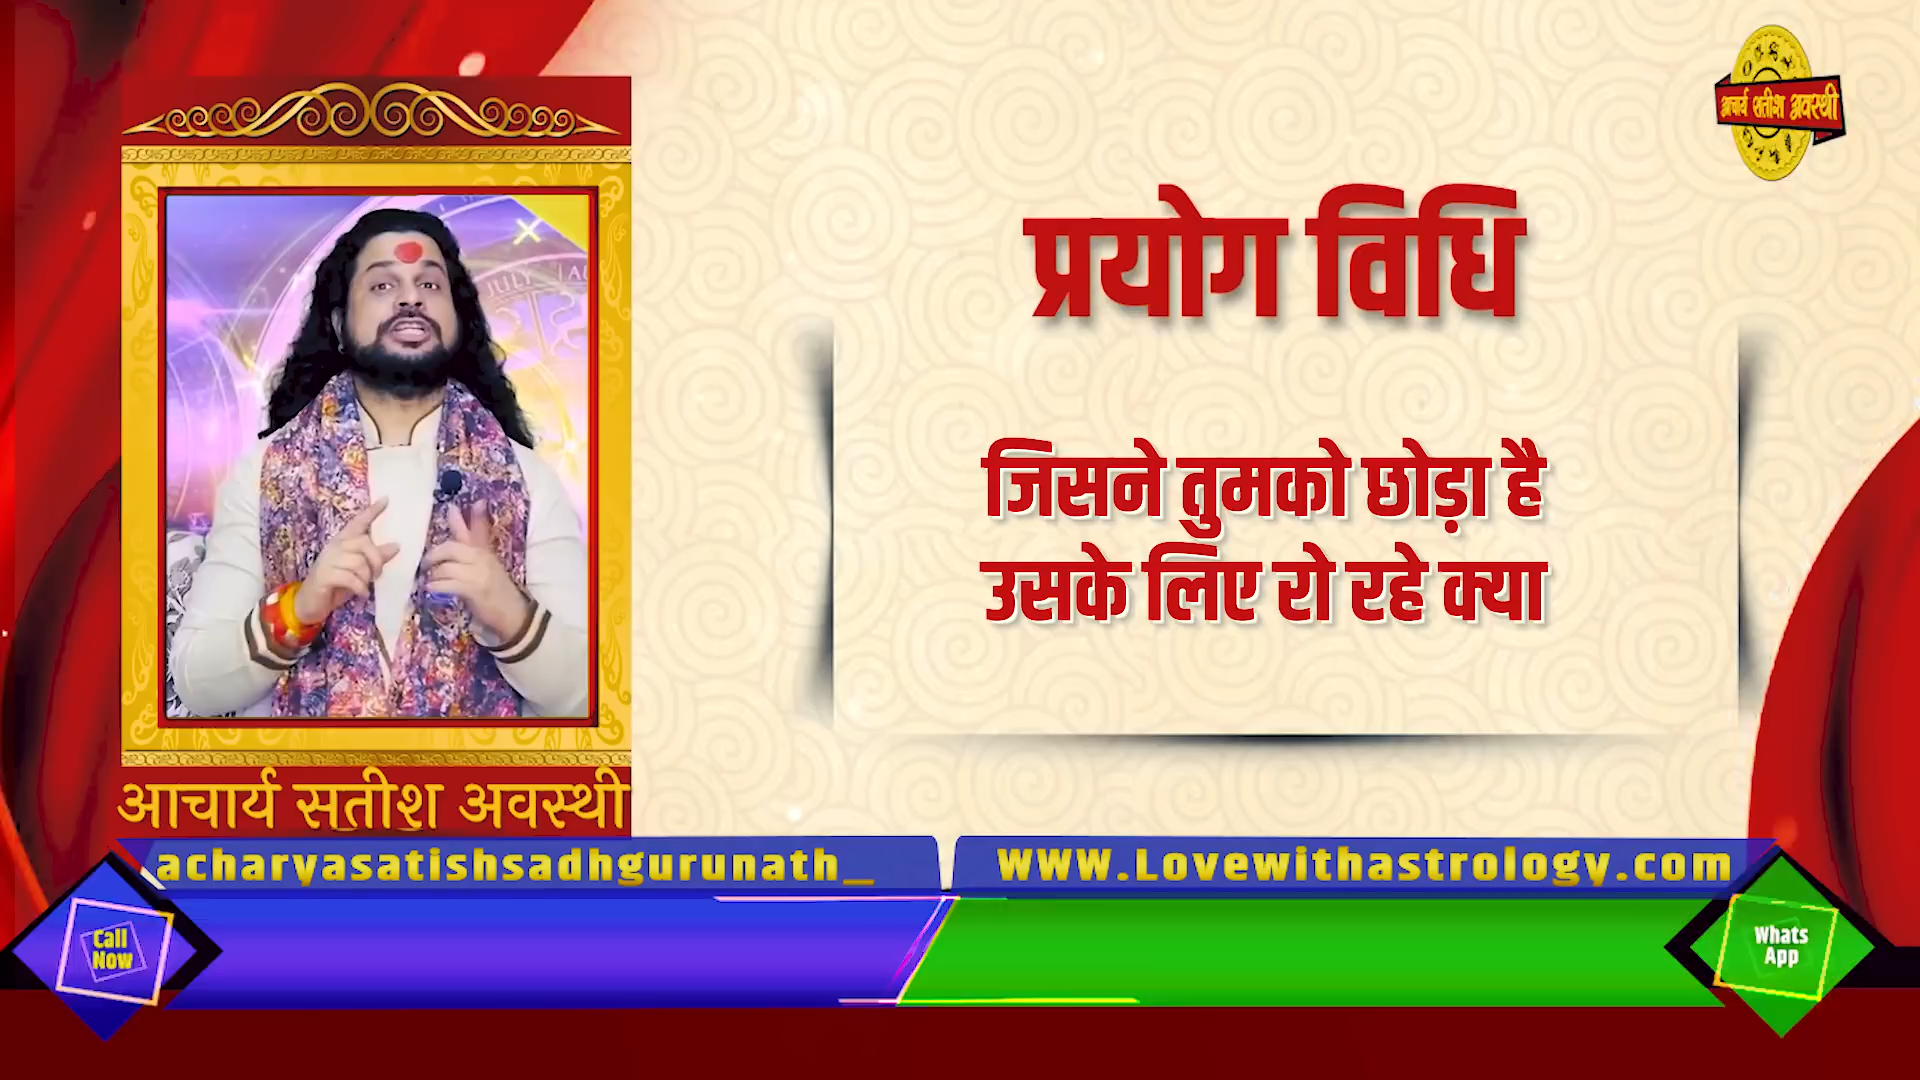 आचार्य सतीश अवस्थी
प्रयोग विधि
जिसने तुमको छोड़ा है
उसके लिए रो रहे क्या
JULY
आचार्य सतीश अवस्थी
acharyasatishsadhgurunath_
WWW.Lovewithastrology.com
Call
Now
Whats
App